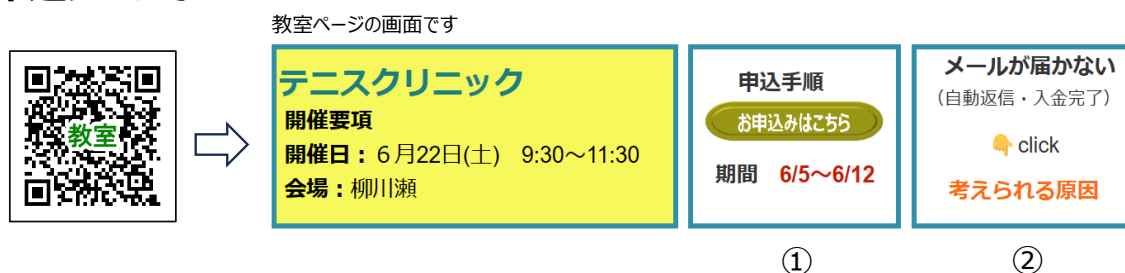 教室ページの画面です
教室
テニスクリニック
開催要項
開催日：６月22日(土)　9:30～11:30
会場：柳川瀬
申込手順
お申込みはこちら
期間　6/5～6/12
①
メールが届かない
（自動返信・入金完了）
👇 click
考えられる原因
②